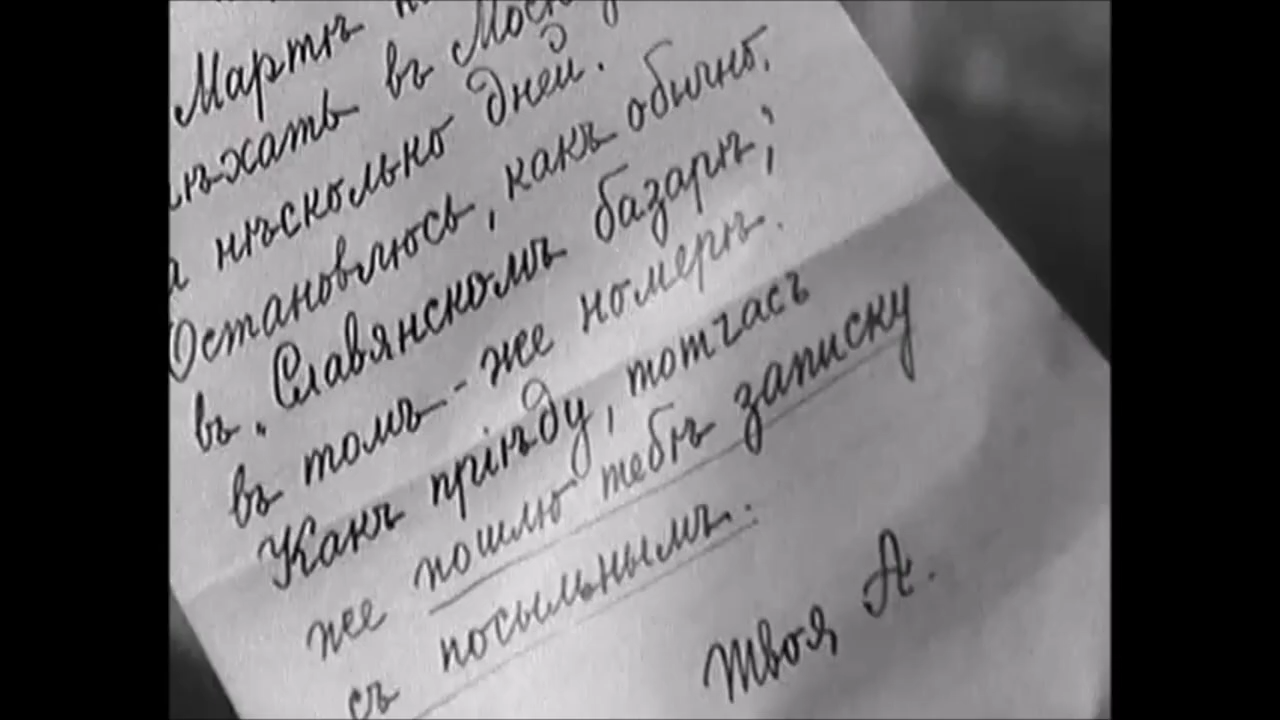 Мартѣ
ѣхать въ Москву
нѣсколько дней.
Остановлюсь, какъ обычно,
въ „Славянскомъ базарѣ“;
въ томъ-же номерѣ.
Какъ пріѣду, тотчасъ
же пошлю тебѣ записку
съ посыльнымъ.
Твоя А.